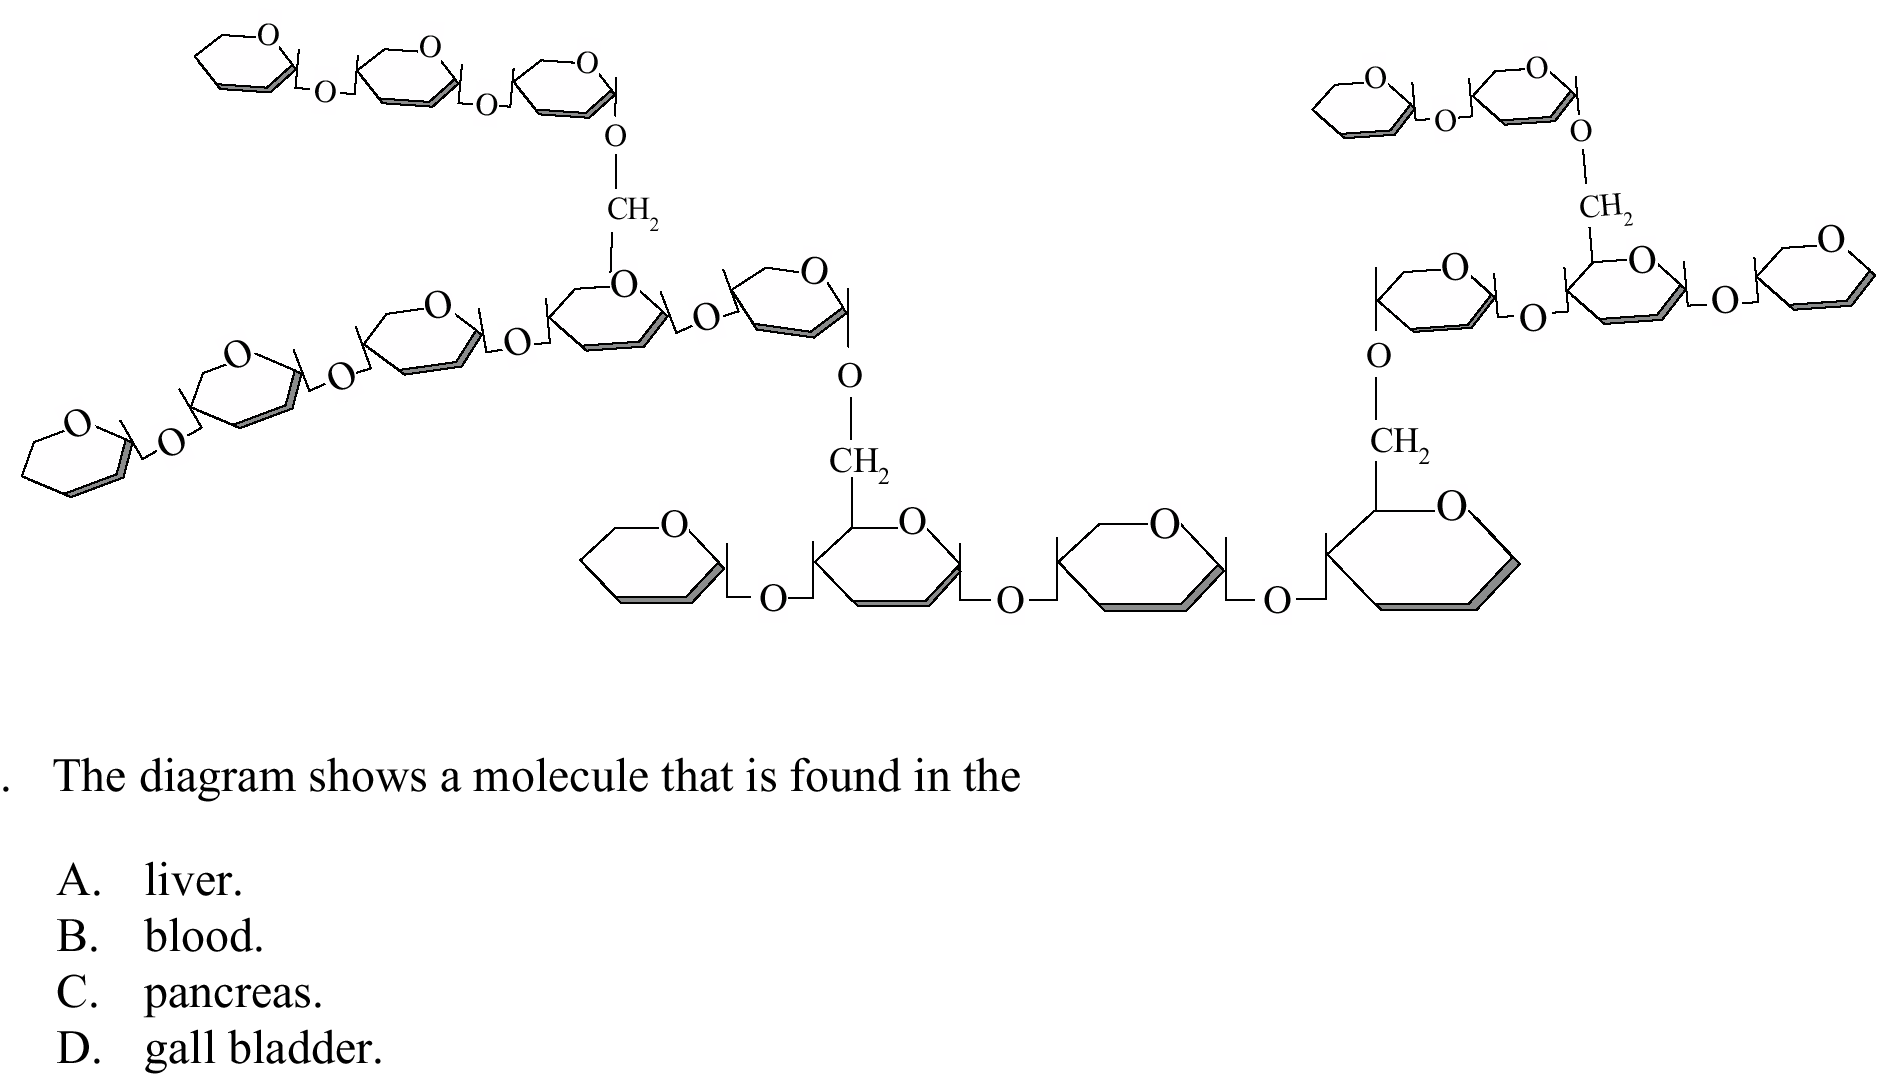 O O O O O
O O O
O O
CH₂ CH₂
O O O O O
O O O O O
O O O O
O O
O CH₂ CH₂
O O O O
O O O
. The diagram shows a molecule that is found in the
A. liver.
B. blood.
C. pancreas.
D. gall bladder.